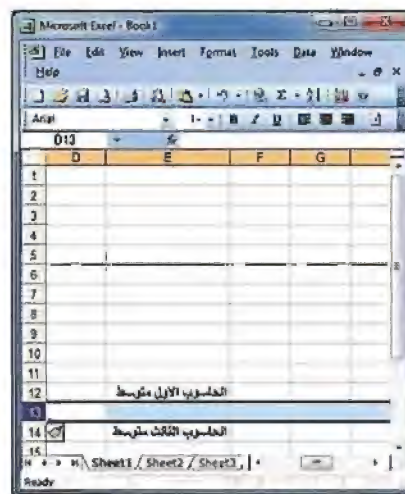 Microsoft Excel - Book1
File Edit View Insert Format Tools Data Window
Help
Arial
B I U
D13 fx
D E F G
1
2
3
4
5
6
7
8
9
10
11
12 الحاسوب الاول متوسط
13
14 الحاسوب الثالث متوسط
15
Sheet1 / Sheet2 / Sheet3
Ready